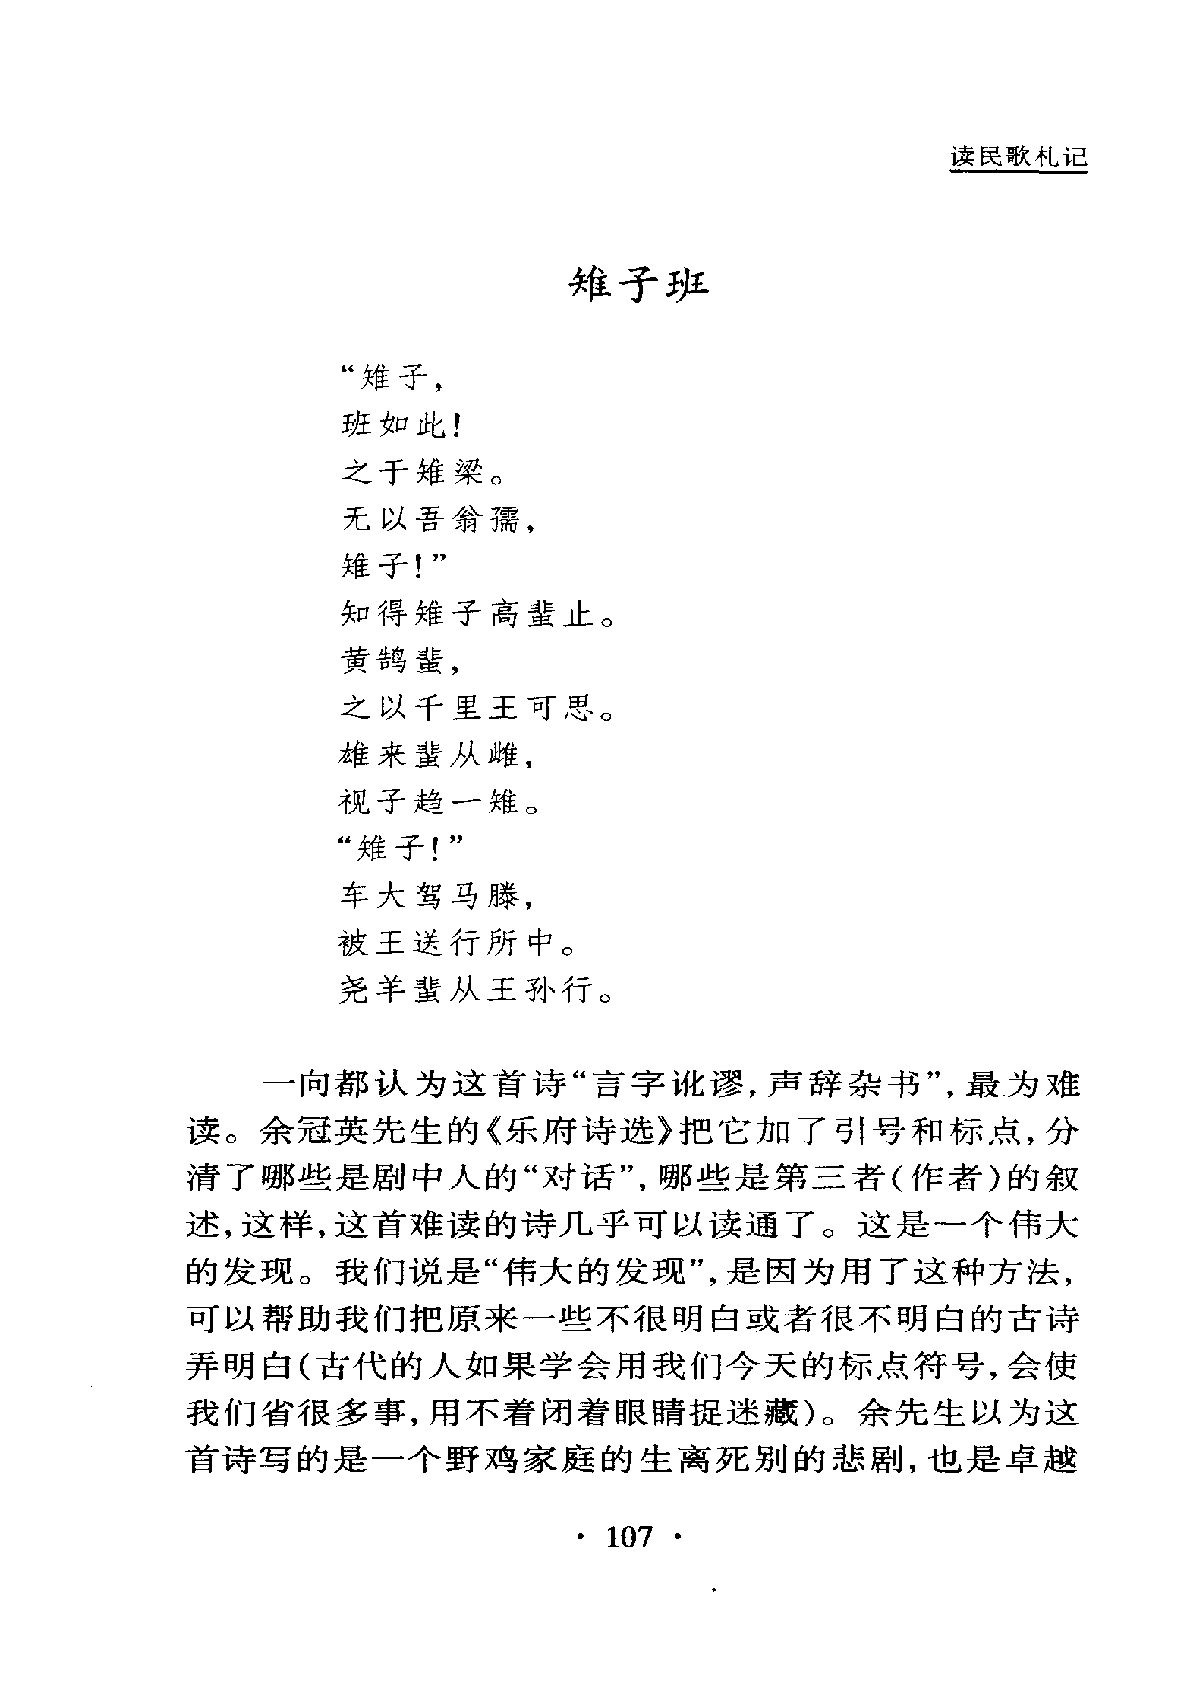 读民歌札记
雉子班
“雉子，
班如此！
之于雉梁。
无以吾翁孺，
雉子！”
知得雉子高蜚止。
黄鹄蜚，
之以千里王可思。
雄来蜚从雌，
视子趋一雉。
“雉子！”
车大驾马滕，
被王送行所中。
尧羊蜚从王孙行。
一向都认为这首诗“言字讹谬，声辞杂书”，最为难
读。余冠英先生的《乐府诗选》把它加了引号和标点，分
清了哪些是剧中人的“对话”，哪些是第三者（作者）的叙
述，这样，这首难读的诗几乎可以读通了。这是一个伟大
的发现。我们说是“伟大的发现”，是因为用了这种方法，
可以帮助我们把原来一些不很明白或者很不明白的古诗
弄明白（古代的人如果学会用我们今天的标点符号，会使
我们省很多事，用不着闭着眼睛捉迷藏）。余先生以为这
首诗写的是一个野鸡家庭的生离死别的悲剧，也是卓越
· 107 ·